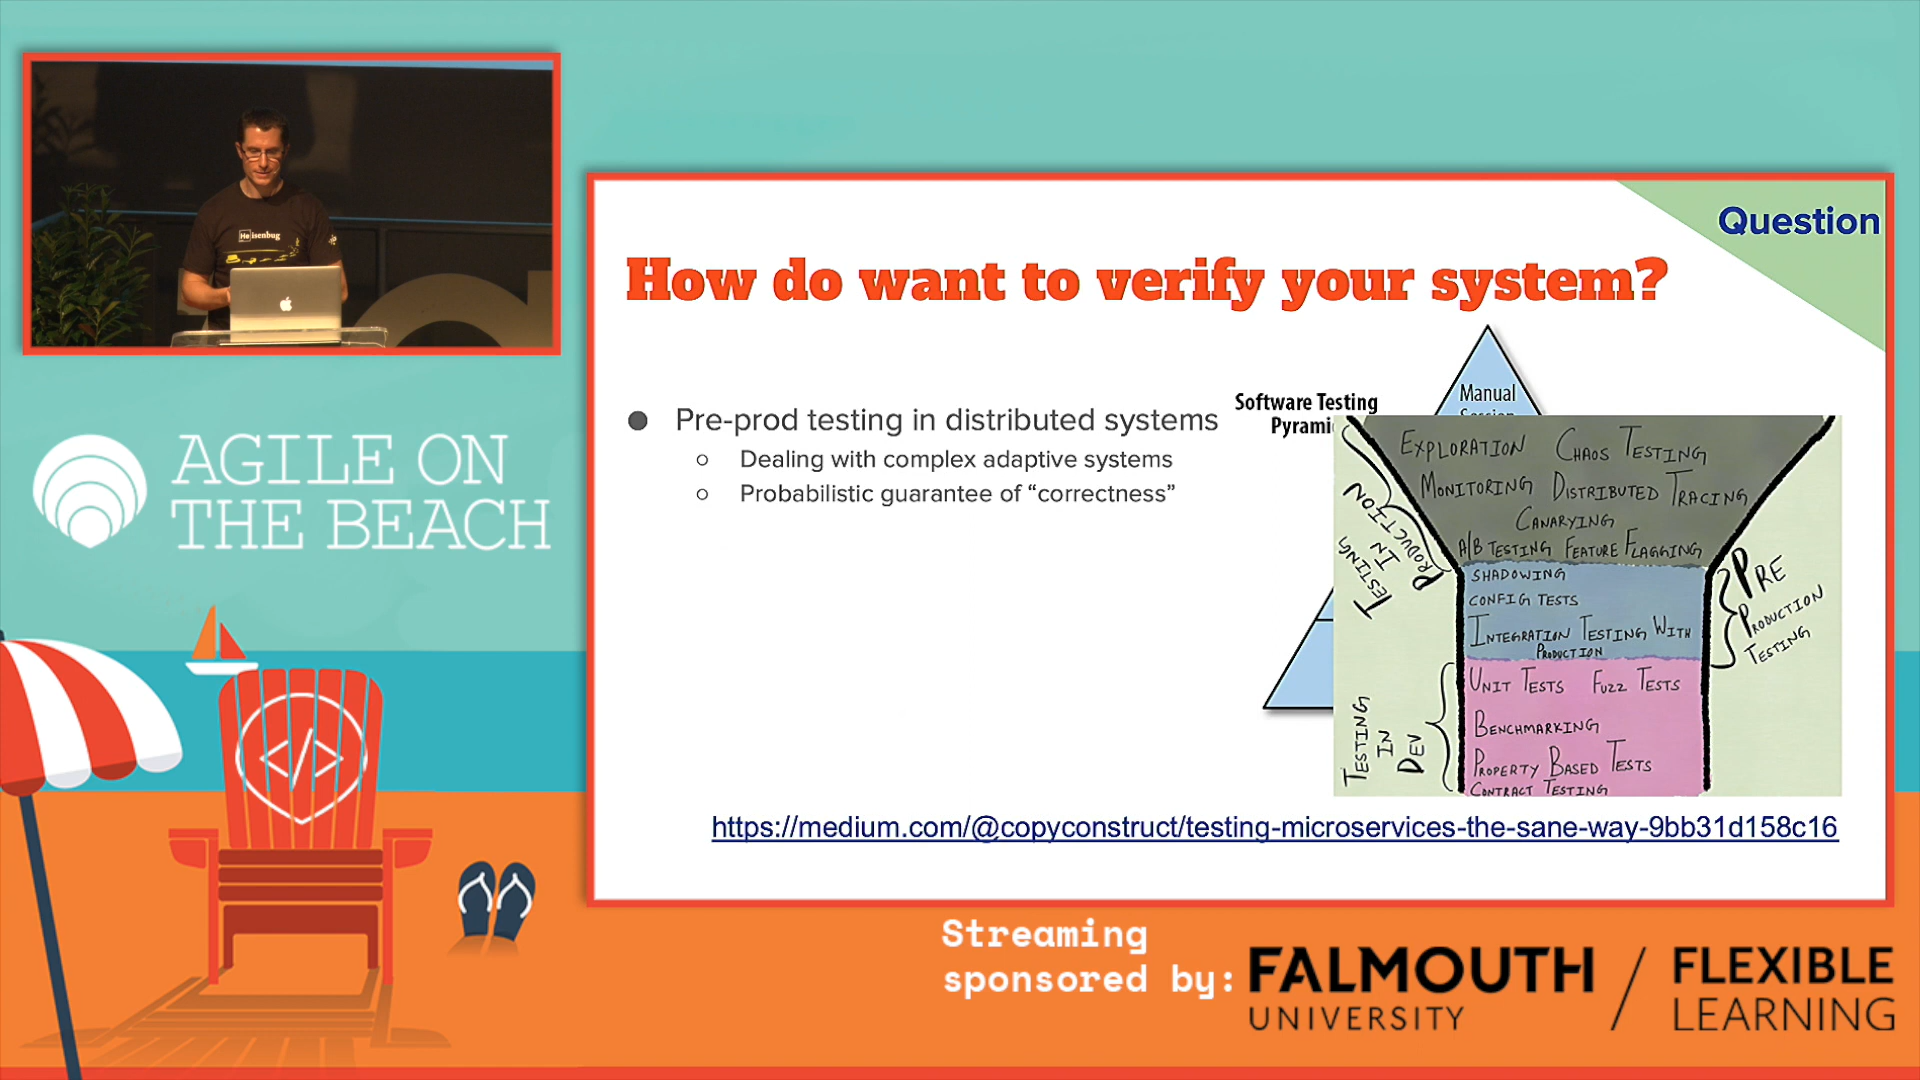 Heisenbug
AGILE ON
THE BEACH
</>
Question
How do want to verify your system?
● Pre-prod testing in distributed systems
○ Dealing with complex adaptive systems
○ Probabilistic guarantee of “correctness”
Software Testing
Pyrami
Manual
Session
EXPLORATION CHAOS TESTING
MONITORING DISTRIBUTED TRACING
CANARYING
A/B TESTING FEATURE FLAGGING
TESTING
IN
PRODUCTION
SHADOWING
CONFIG TESTS
INTEGRATION TESTING WITH
PRODUCTION
PRE
PRODUCTION
TESTING
UNIT TESTS FUZZ TESTS
BENCHMARKING
PROPERTY BASED TESTS
CONTRACT TESTING
TESTING
IN
DEV
https://medium.com/@copyconstruct/testing-microservices-the-sane-way-9bb31d158c16
Streaming
sponsored by:
FALMOUTH
UNIVERSITY
/
FLEXIBLE
LEARNING